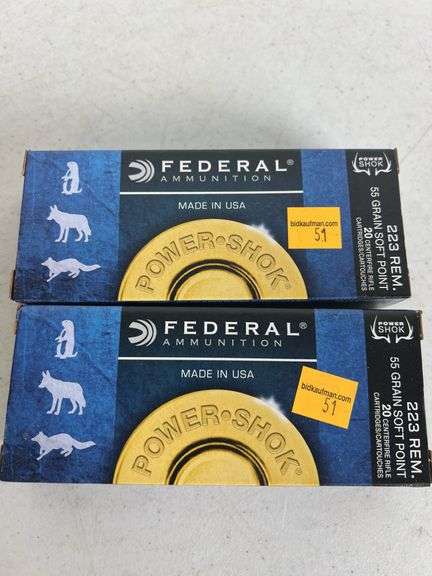 FEDERAL®
AMMUNITION
MADE IN USA
bidkaufman.com
51
POWER•SHOK®
POWER
SHOK
223 REM.
55 GRAIN SOFT POINT
20 CENTERFIRE RIFLE
CARTRIDGES/CARTOUCHES
FEDERAL®
AMMUNITION
MADE IN USA
bidkaufman.com
51
POWER•SHOK®
POWER
SHOK
223 REM.
55 GRAIN SOFT POINT
20 CENTERFIRE RIFLE
CARTRIDGES/CARTOUCHES